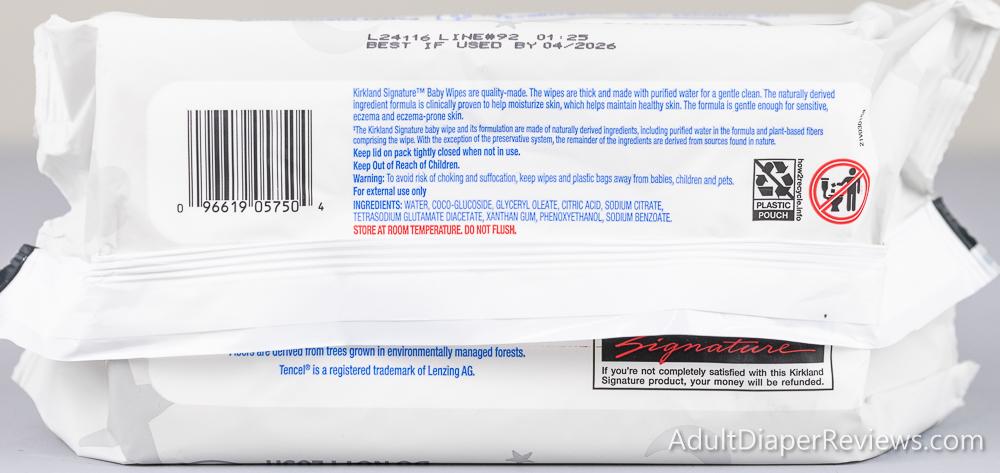 L24116 LINE#92 01:25
BEST IF USED BY 04/2026
Kirkland Signature™ Baby Wipes are quality-made. The wipes are thick and made with purified water for a gentle clean. The naturally derived
ingredient formula is clinically proven to help moisturize skin, which helps maintain healthy skin. The formula is gentle enough for sensitive,
eczema and eczema-prone skin.
‡The Kirkland Signature baby wipe and its formulation are made of naturally derived ingredients, including purified water in the formula and plant-based fibers
comprising the wipe. With the exception of the preservative system, the remainder of the ingredients are derived from sources found in nature.
Keep lid on pack tightly closed when not in use.
Keep Out of Reach of Children.
Warning: To avoid risk of choking and suffocation, keep wipes and plastic bags away from babies, children and pets.
For external use only
INGREDIENTS: WATER, COCO-GLUCOSIDE, GLYCERYL OLEATE, CITRIC ACID, SODIUM CITRATE,
TETRASODIUM GLUTAMATE DIACETATE, XANTHAN GUM, PHENOXYETHANOL, SODIUM BENZOATE.
STORE AT ROOM TEMPERATURE. DO NOT FLUSH.
0 96619 05750 4
PLASTIC
POUCH
how2recycle.info
Fibers are derived from trees grown in environmentally managed forests.
Tencel® is a registered trademark of Lenzing AG.
Signature
If you're not completely satisfied with this Kirkland
Signature product, your money will be refunded.
AdultDiaperReviews.com